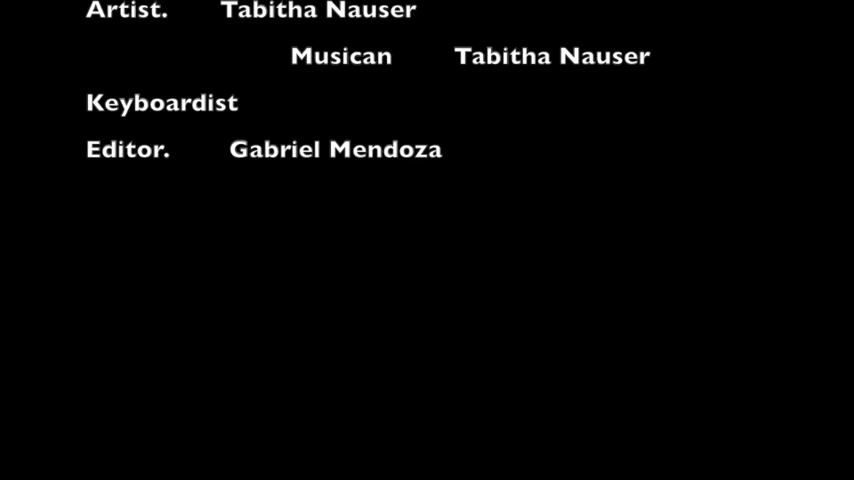 Artist. Tabitha Nauser
Musican Tabitha Nauser
Keyboardist
Editor. Gabriel Mendoza